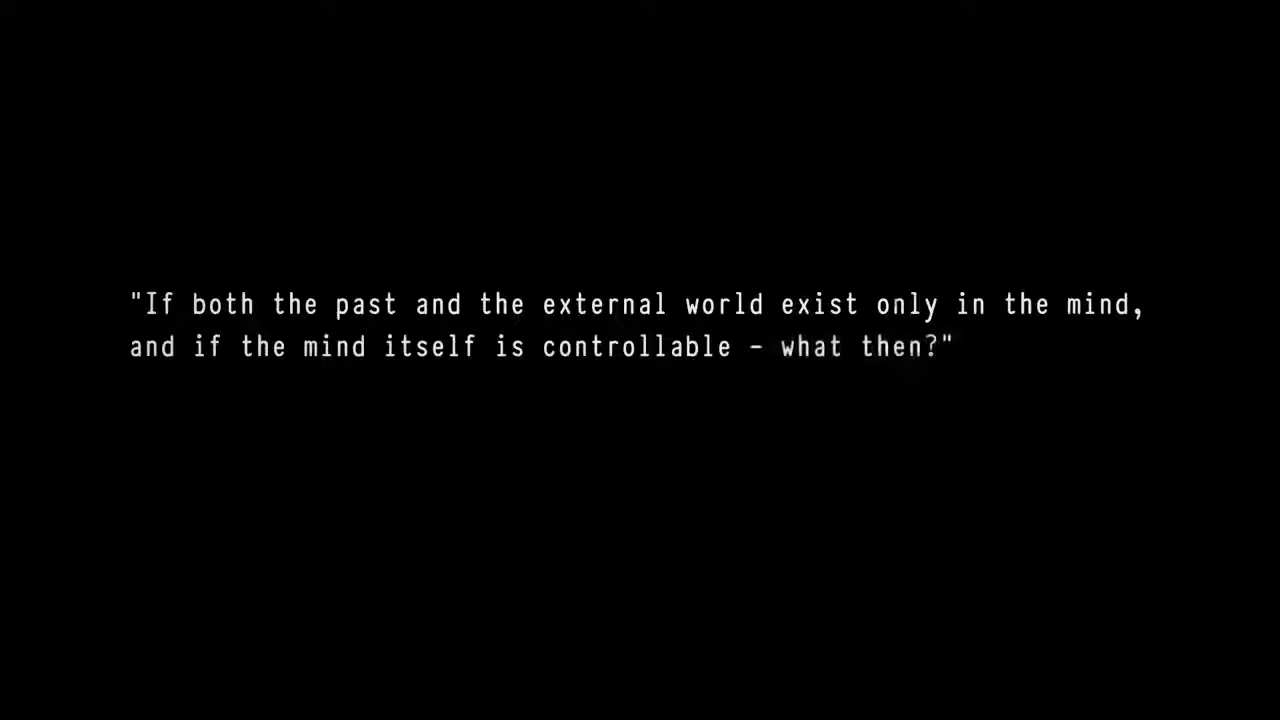 "If both the past and the external world exist only in the mind,
and if the mind itself is controllable – what then?"